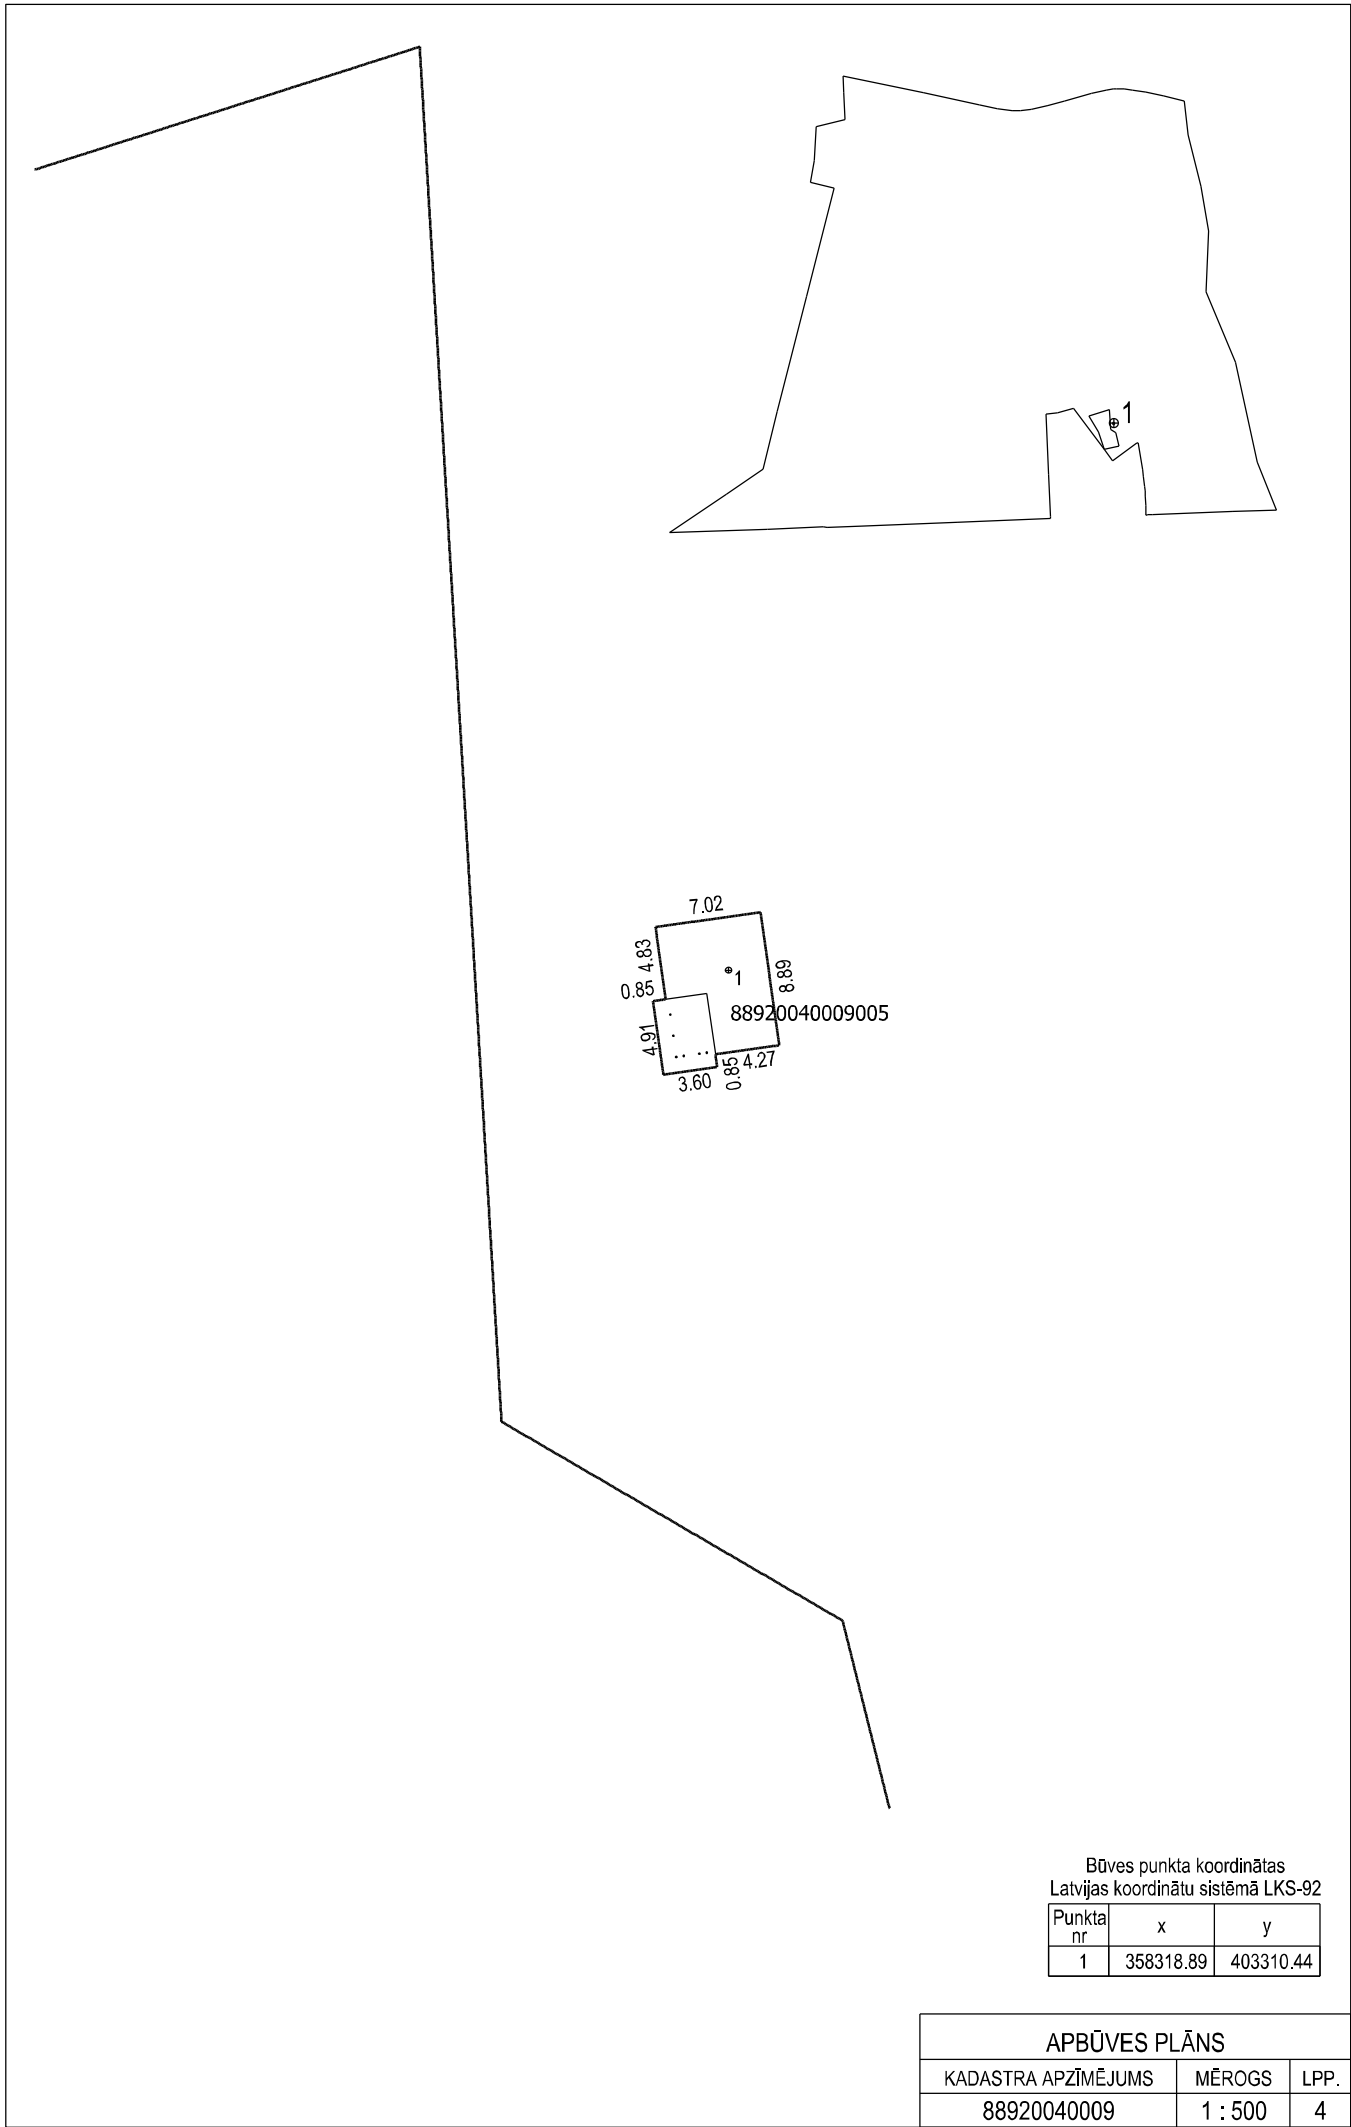 1
7.02
4.83
8.89
0.85
1
88920040009005
4.91
4.27
0.85
3.60
Būves punkta koordinātas
Latvijas koordinātu sistēmā LKS-92
Punkta nr x y
1 358318.89 403310.44
APBŪVES PLĀNS
KADASTRA APZĪMĒJUMS MĒROGS LPP.
88920040009 1 : 500 4